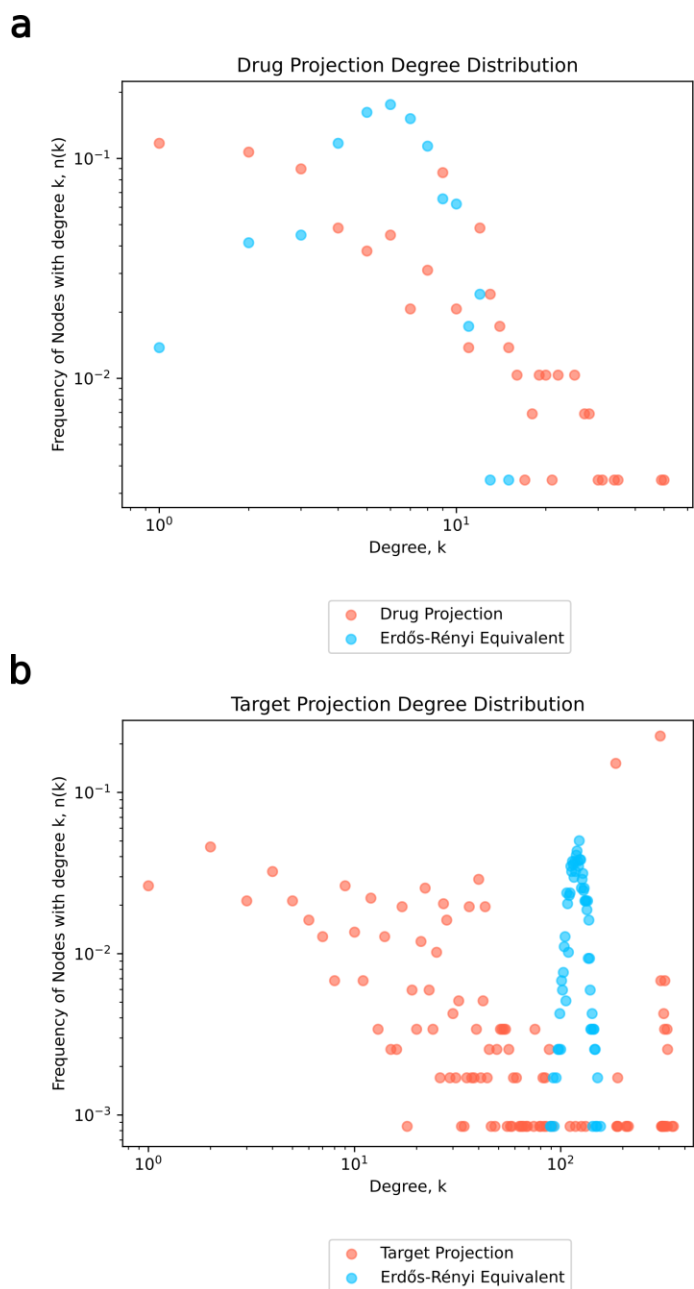 a
Drug Projection Degree Distribution
Frequency of Nodes with degree k, n(k)
10⁻¹
10⁻²
10⁰
10¹
Degree, k
Drug Projection
Erdős-Rényi Equivalent
b
Target Projection Degree Distribution
Frequency of Nodes with degree k, n(k)
10⁻¹
10⁻²
10⁻³
10⁰
10¹
10²
Degree, k
Target Projection
Erdős-Rényi Equivalent